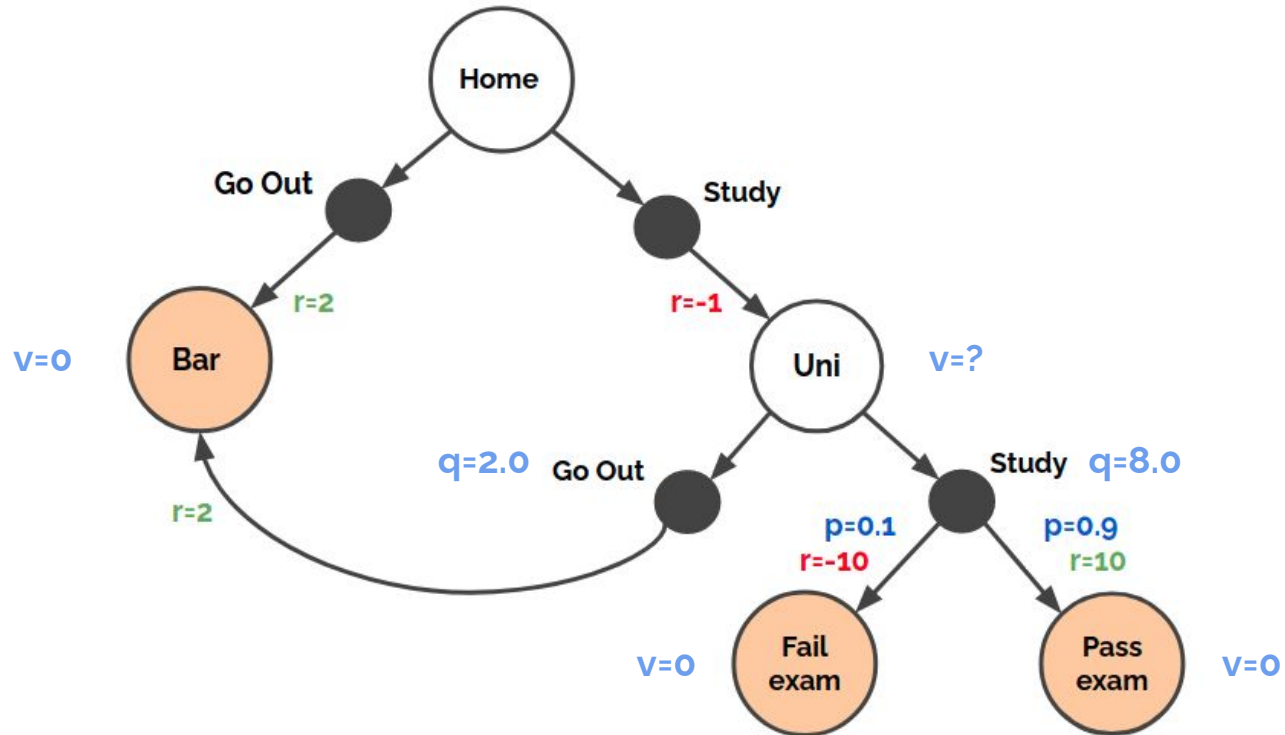 Home
Go Out
Study
r=2
r=-1
v=0
Bar
Uni
v=?
q=2.0
Go Out
Study
q=8.0
r=2
p=0.1
p=0.9
r=-10
r=10
v=0
Fail
exam
Pass
exam
v=0